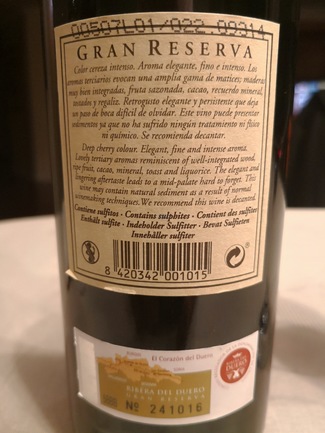 00507L01/022 09314
GRAN RESERVA
Color cereza intenso. Aroma elegante, fino e intenso. Los
aromas terciarios evocan una amplia gama de matices; maderas
muy bien integradas, fruta sazonada, cacao, recuerdo mineral,
tostados y regaliz. Retrogusto elegante y persistente que deja
un paso de boca difícil de olvidar. Este vino puede presentar
sedimentos ya que no ha sufrido ningún tratamiento ni físico
ni químico. Se recomienda decantar.
Deep cherry colour. Elegant, fine and intense aroma.
Lovely tertiary aromas reminiscent of well-integrated wood,
ripe fruit, cacao, mineral, toast and liquorice. The elegant and
lingering aftertaste leads to a mid-palate hard to forget. This
wine may contain natural sediment as a result of normal
winemaking techniques. We recommend this wine is decanted.
Contiene sulfitos · Contains sulphites · Contient des sulfites
Enthält sulfite · Indeholder Sulfitter · Bevat Sulfieten
Innehåller sulfiter
8 420342 001015
El Corazón del Duero
RIBERA DEL DUERO
GRAN RESERVA
Nº 241016
DUERO